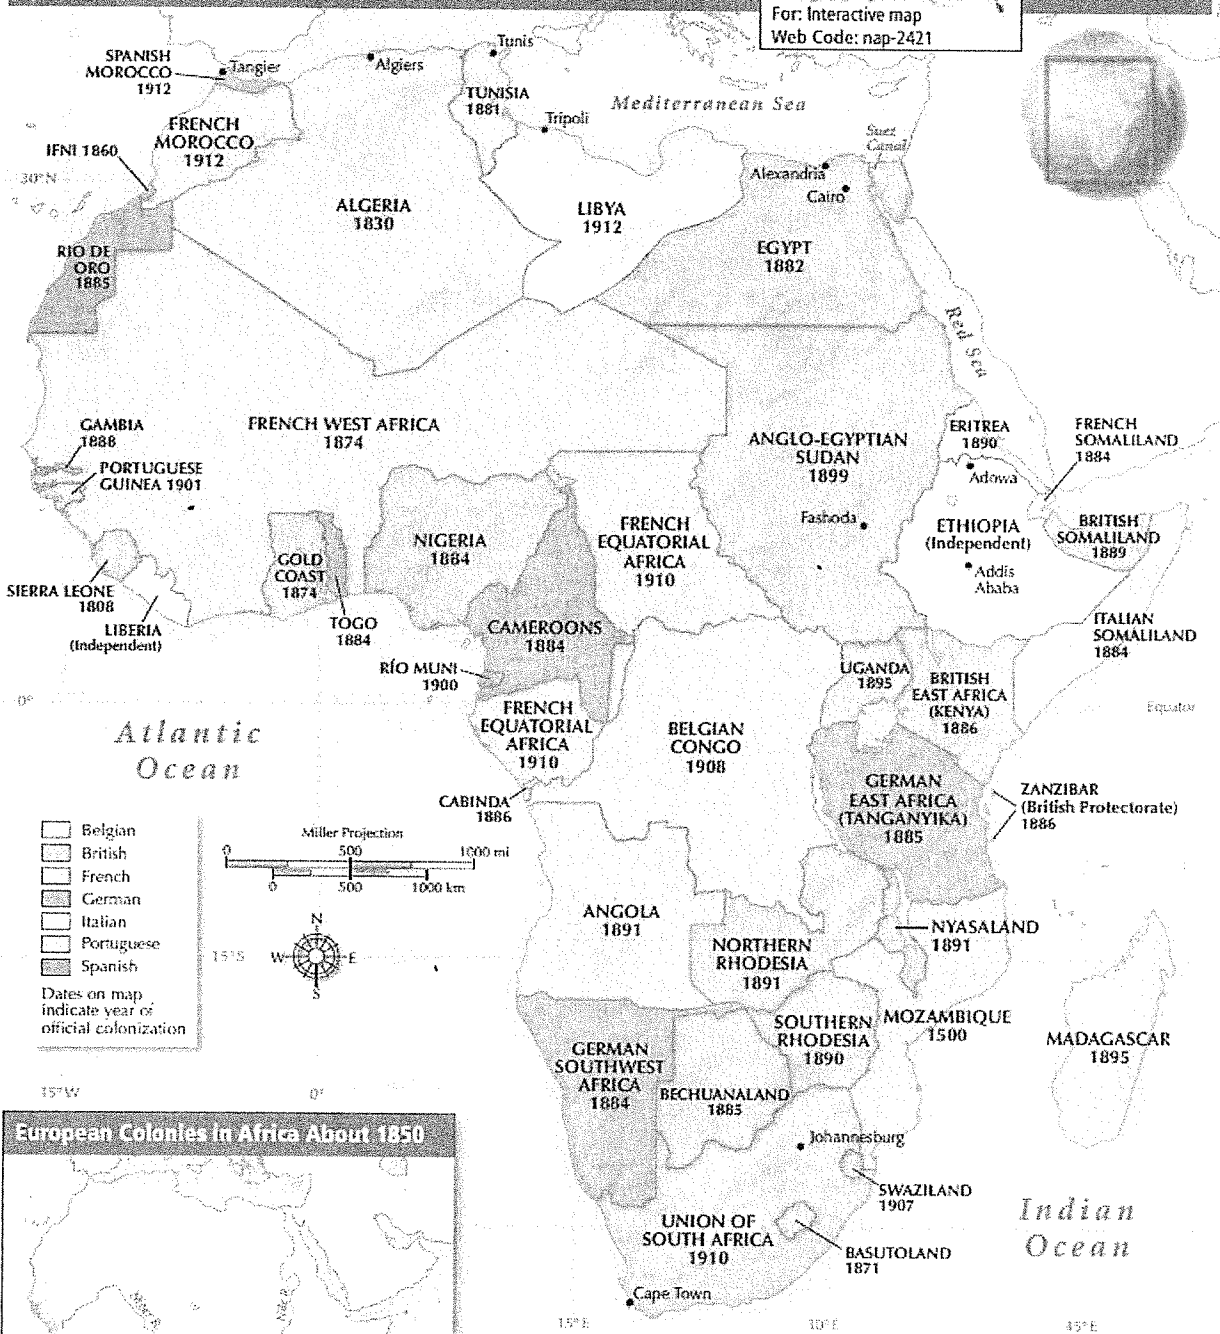 For: Interactive map
Web Code: nap-2421
SPANISH
MOROCCO
1912
Tangier
Algiers
Tunis
TUNISIA
1881
Mediterranean Sea
Tripoli
FRENCH
MOROCCO
1912
IFNI 1860
30°N
Suez
Canal
Alexandria
Cairo
ALGERIA
1830
LIBYA
1912
EGYPT
1882
RIO DE
ORO
1885
Red Sea
GAMBIA
1888
PORTUGUESE
GUINEA 1901
FRENCH WEST AFRICA
1874
ANGLO-EGYPTIAN
SUDAN
1899
ERITREA
1890
FRENCH
SOMALILAND
1884
Adowa
Fashoda
ETHIOPIA
(Independent)
BRITISH
SOMALILAND
1889
Addis
Ababa
NIGERIA
1884
FRENCH
EQUATORIAL
AFRICA
1910
GOLD
COAST
1874
SIERRA LEONE
1808
LIBERIA
(Independent)
TOGO
1884
CAMEROONS
1884
ITALIAN
SOMALILAND
1884
RÍO MUNI
1900
UGANDA
1895
BRITISH
EAST AFRICA
(KENYA)
1886
0°
Equator
Atlantic
Ocean
FRENCH
EQUATORIAL
AFRICA
1910
BELGIAN
CONGO
1908
CABINDA
1886
GERMAN
EAST AFRICA
(TANGANYIKA)
1885
ZANZIBAR
(British Protectorate)
1886
Belgian
British
French
German
Italian
Portuguese
Spanish
Dates on map
indicate year of
official colonization
Miller Projection
0 500 1000 mi
0 500 1000 km
N
W E
S
15°S
ANGOLA
1891
NORTHERN
RHODESIA
1891
NYASALAND
1891
SOUTHERN
RHODESIA
1890
MOZAMBIQUE
1500
MADAGASCAR
1895
GERMAN
SOUTHWEST
AFRICA
1884
BECHUANALAND
1885
15°W
0°
Johannesburg
SWAZILAND
1907
UNION OF
SOUTH AFRICA
1910
BASUTOLAND
1871
Indian
Ocean
Cape Town
15°E
30°E
45°E
European Colonies in Africa About 1850